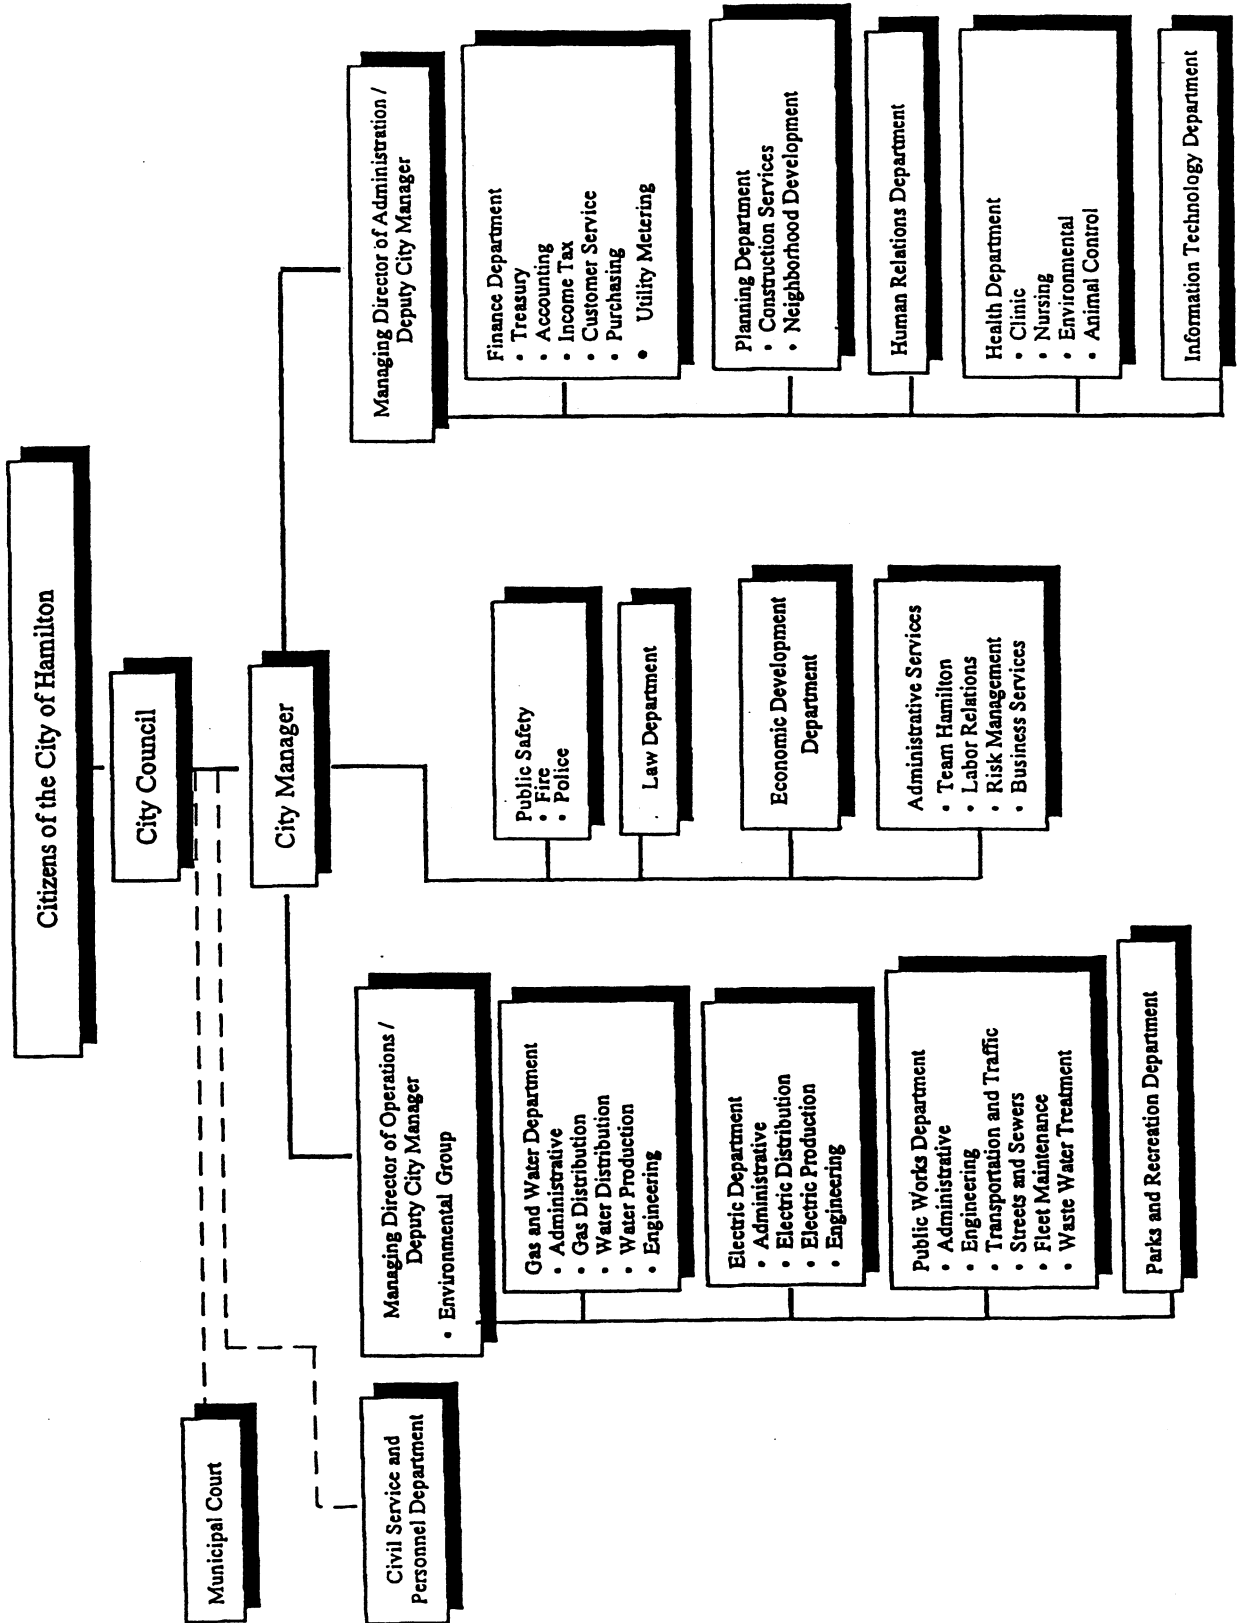 Citizens of the City of Hamilton
City Council
City Manager
Municipal Court
Civil Service and
Personnel Department
Managing Director of Operations /
Deputy City Manager
• Environmental Group
Gas and Water Department
• Administrative
• Gas Distribution
• Water Distribution
• Water Production
• Engineering
Electric Department
• Administrative
• Electric Distribution
• Electric Production
• Engineering
Public Works Department
• Administrative
• Engineering
• Transportation and Traffic
• Streets and Sewers
• Fleet Maintenance
• Waste Water Treatment
Parks and Recreation Department
Public Safety
• Fire
• Police
Law Department
Economic Development
Department
Administrative Services
• Team Hamilton
• Labor Relations
• Risk Management
• Business Services
Managing Director of Administration /
Deputy City Manager
Finance Department
• Treasury
• Accounting
• Income Tax
• Customer Service
• Purchasing
• Utility Metering
Planning Department
• Construction Services
• Neighborhood Development
Human Relations Department
Health Department
• Clinic
• Nursing
• Environmental
• Animal Control
Information Technology Department